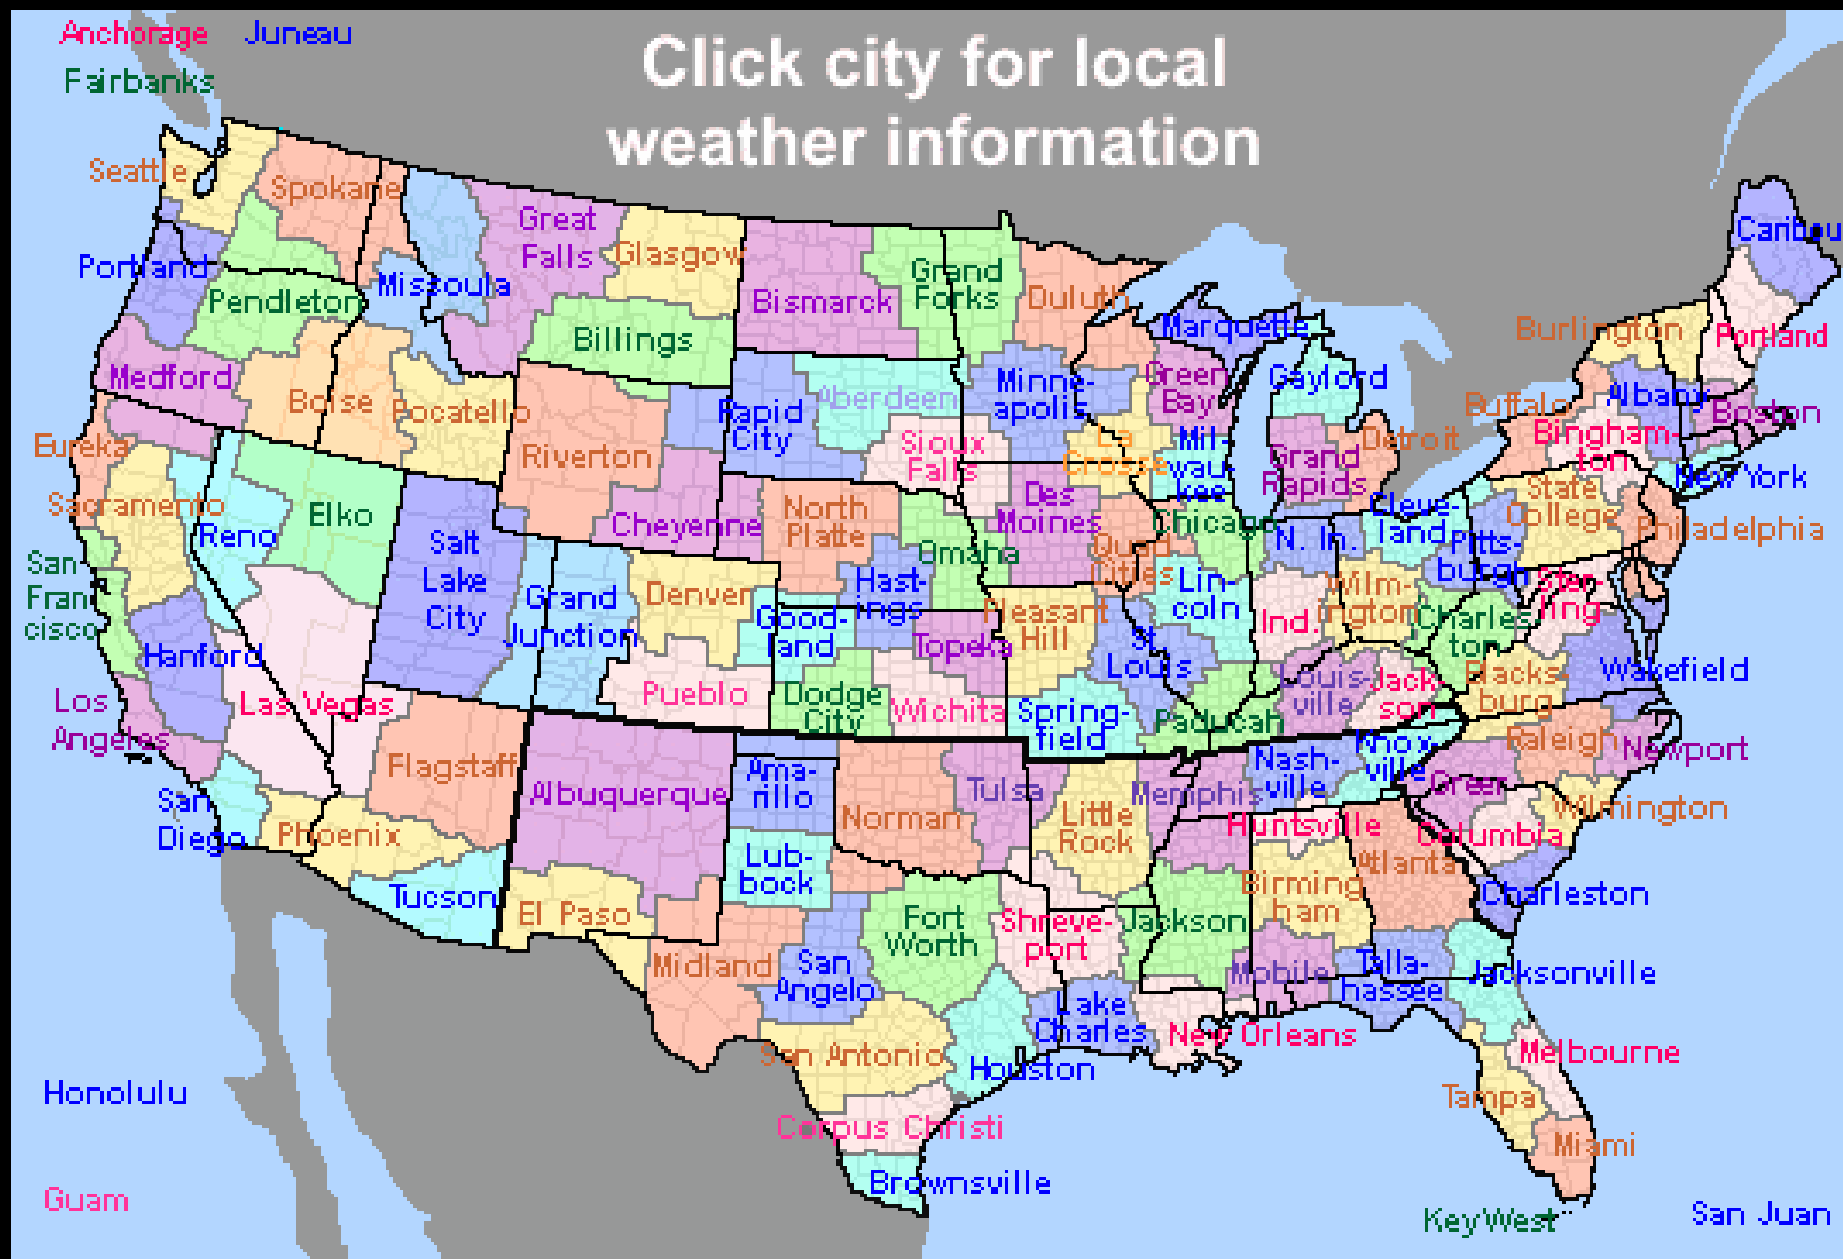 Click city for local
weather information
Anchorage
Juneau
Fairbanks
Seattle
Spokane
Great
Falls
Glasgow
Portland
Pendleton
Missoula
Billings
Bismarck
Grand
Forks
Duluth
Marquette
Caribou
Burlington
Portland
Medford
Boise
Pocatello
Riverton
Rapid
City
Aberdeen
Minne-
apolis
Green
Bay
Gaylord
Buffalo
Albany
Boston
Eureka
Sioux
Falls
La
Crosse
Mil-
wau-
kee
Grand
Rapids
Detroit
Bingham-
ton
New York
Sacramento
Reno
Elko
Salt
Lake
City
Cheyenne
North
Platte
Omaha
Des
Moines
Quad
Cities
Chicago
N. In.
Cleve-
land
Pitts-
burgh
State
College
Philadelphia
San
Fran
cisco
Hanford
Grand
Junction
Denver
Good-
land
Hast-
ings
Topeka
Pleasant
Hill
St.
Louis
Lin-
coln
Ind.
Wilm-
ington
Charles
ton
Ster-
ling
Wakefield
Los
Angeles
Las Vegas
Pueblo
Dodge
City
Wichita
Spring-
field
Paducah
Louis-
ville
Jack
son
Blacks-
burg
San
Diego
Phoenix
Flagstaff
Albuquerque
Ama-
rillo
Norman
Tulsa
Little
Rock
Memphis
Nash-
ville
Knox-
ville
Greer
Raleigh
Newport
Wilmington
Tucson
El Paso
Lub-
bock
Fort
Worth
Shreve-
port
Jackson
Huntsville
Birming
ham
Atlanta
Columbia
Charleston
Midland
San
Angelo
San Antonio
Houston
Lake
Charles
New Orleans
Mobile
Talla-
hassee
Jacksonville
Melbourne
Tampa
Miami
Corpus Christi
Brownsville
Honolulu
Guam
Key West
San Juan